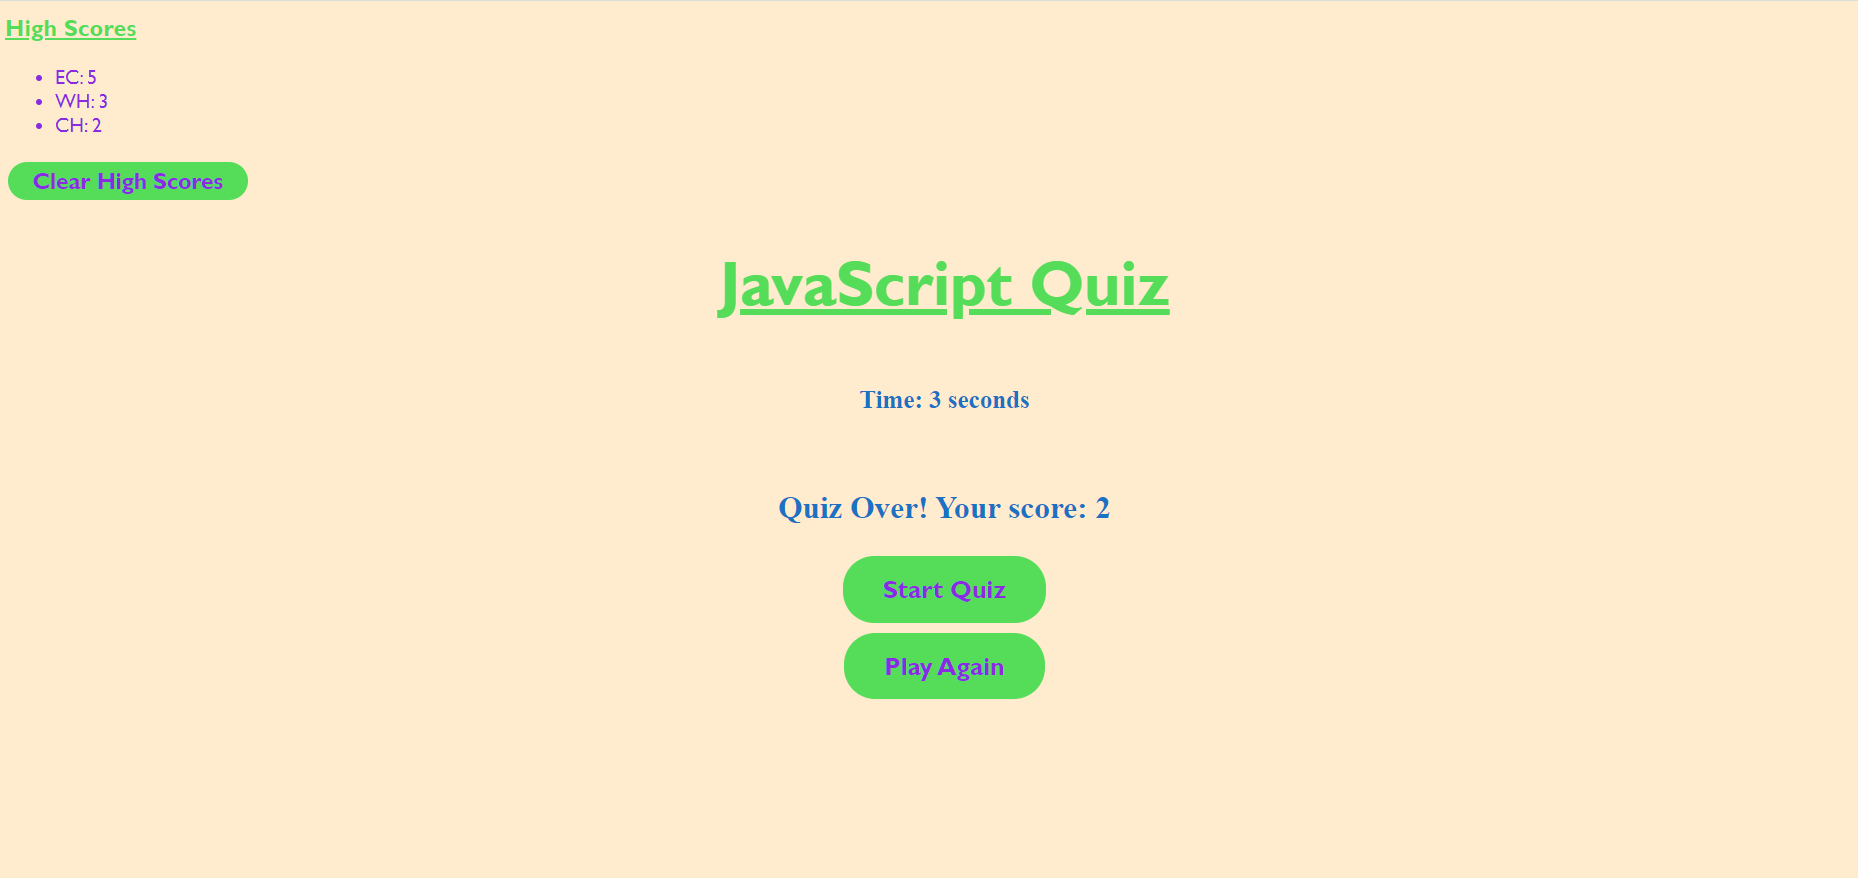 High Scores
EC: 5
WH: 3
CH: 2
Clear High Scores
JavaScript Quiz
Time: 3 seconds
Quiz Over! Your score: 2
Start Quiz
Play Again